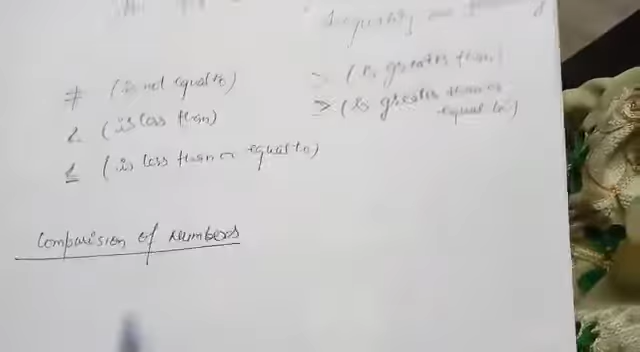 Inequality
≠ (is not equal to)
< (is less than)
≤ (is less than or equal to)
> (is greater than)
≥ (is greater than or
equal to)
Comparision of Numbers